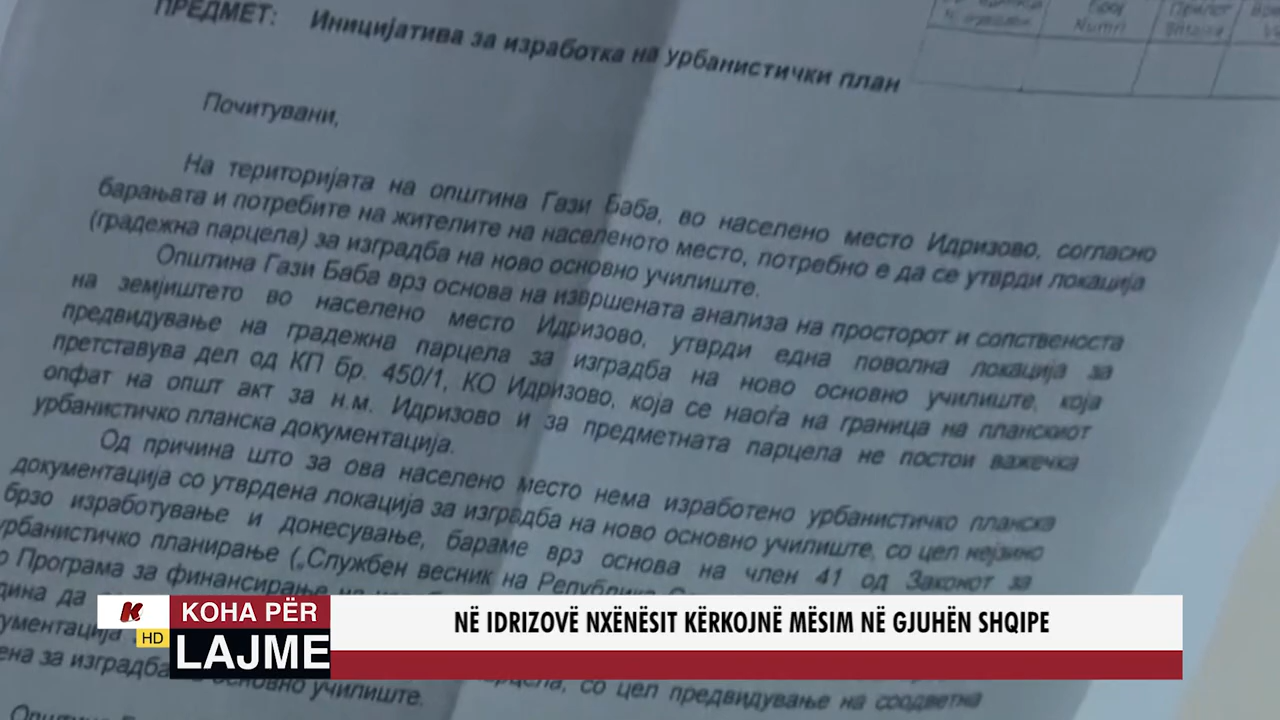 ПРЕДМЕТ: Иницијатива за изработка на урбанистички план
Број
Numri
Прилог
Почитувани,
На територијата на општина Гази Баба, во населено место Идризово, согласно
барањата и потребите на жителите на населеното место, потребно е да се утврди локација
(градежна парцела) за изградба на ново основно училиште.
Општина Гази Баба врз основа на извршената анализа на просторот и сопственоста
на земјиштето во населено место Идризово, утврди една поволна локација за
предвидување на градежна парцела за изградба на ново основно училиште, која
претставува дел од КП бр. 450/1, КО Идризово, која се наоѓа на граница на планскиот
опфат на општ акт за н.м. Идризово и за предметната парцела не постои важечка
урбанистичко планска документација.
Од причина што за ова населено место нема изработено урбанистичко планска
документација со утврдена локација за изградба на ново основно училиште, со цел нејзино
брзо изработување и донесување, бараме врз основа на член 41 од Законот за
урбанистичко планирање („Службен весник на Република
Програма за финансирање
да
ена за изградба основно училиште.
парцела, со цел предвидување на соодветна
K
HD
KOHA PËR
LAJME
NË IDRIZOVË NXËNËSIT KËRKOJNË MËSIM NË GJUHËN SHQIPE